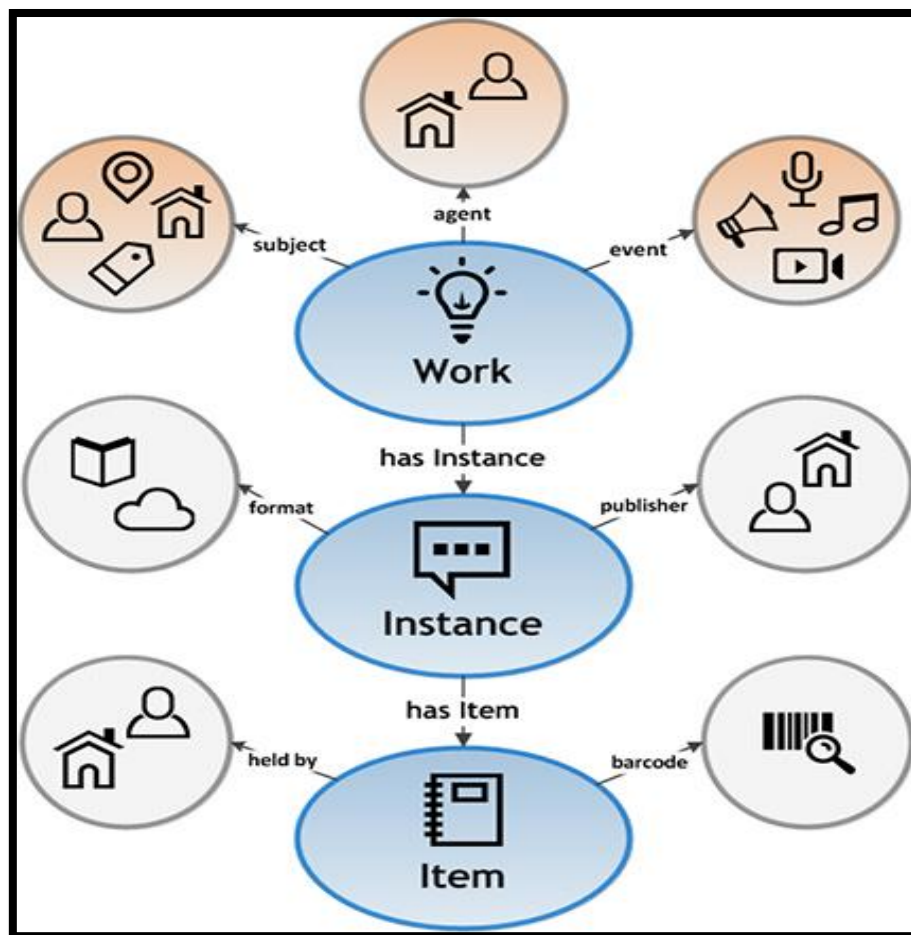 agent
subject
event
Work
has Instance
format
publisher
Instance
has Item
held by
barcode
Item